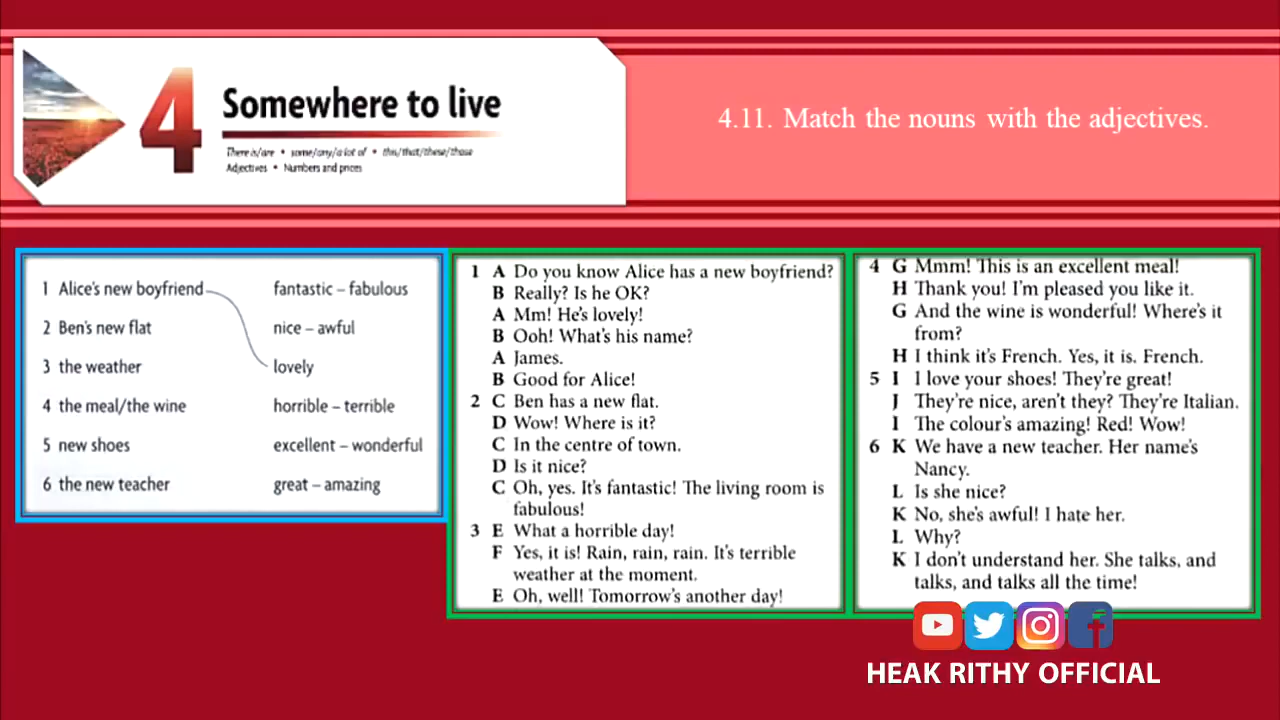 4
Somewhere to live
There is/are • some/any/a lot of • this/that/these/those
Adjectives • Numbers and prices
4.11. Match the nouns with the adjectives.
1 Alice's new boyfriend
2 Ben's new flat
3 the weather
4 the meal/the wine
5 new shoes
6 the new teacher
fantastic – fabulous
nice – awful
lovely
horrible – terrible
excellent – wonderful
great – amazing
1 A Do you know Alice has a new boyfriend?
B Really? Is he OK?
A Mm! He's lovely!
B Ooh! What's his name?
A James.
B Good for Alice!
2 C Ben has a new flat.
D Wow! Where is it?
C In the centre of town.
D Is it nice?
C Oh, yes. It's fantastic! The living room is
fabulous!
3 E What a horrible day!
F Yes, it is! Rain, rain, rain. It's terrible
weather at the moment.
E Oh, well! Tomorrow's another day!
4 G Mmm! This is an excellent meal!
H Thank you! I'm pleased you like it.
G And the wine is wonderful! Where's it
from?
H I think it's French. Yes, it is. French.
5 I I love your shoes! They're great!
J They're nice, aren't they? They're Italian.
I The colour's amazing! Red! Wow!
6 K We have a new teacher. Her name's
Nancy.
L Is she nice?
K No, she's awful! I hate her.
L Why?
K I don't understand her. She talks, and
talks, and talks all the time!
HEAK RITHY OFFICIAL